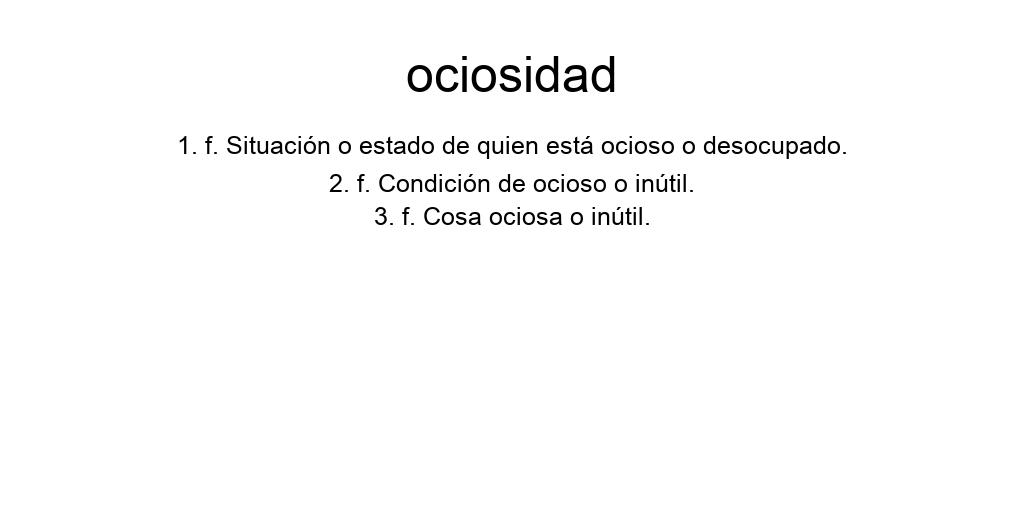 ociosidad
1. f. Situación o estado de quien está ocioso o desocupado.
2. f. Condición de ocioso o inútil.
3. f. Cosa ociosa o inútil.